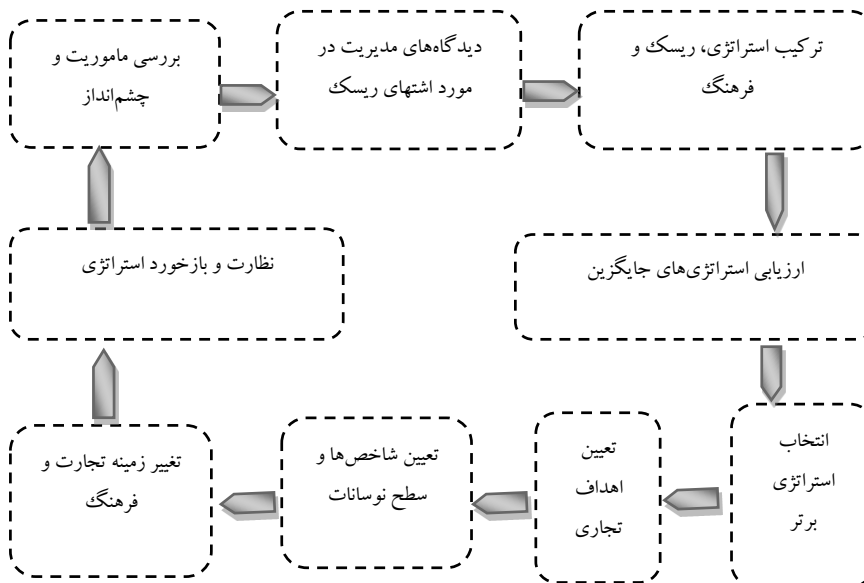 بررسی ماموریت و
چشم‌انداز
دیدگاه‌های مدیریت در
مورد اشتهای ریسک
ترکیب استراتژی، ریسک و
فرهنگ
ارزیابی استراتژی‌های جایگزین
انتخاب
استراتژی
برتر
تعیین
اهداف
تجاری
تعیین شاخص‌ها و
سطح نوسانات
تغییر زمینه تجارت و
فرهنگ
نظارت و بازخورد استراتژی